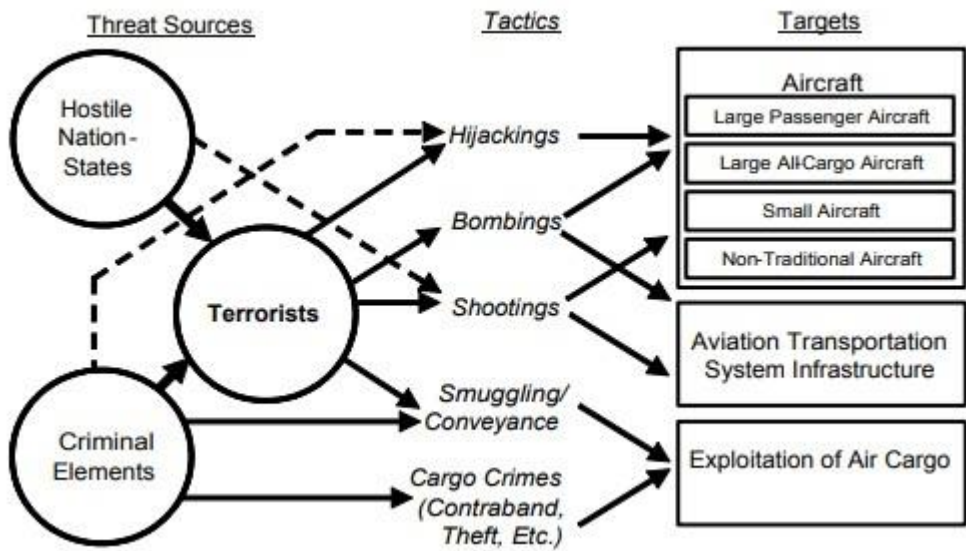 Threat Sources
Tactics
Targets
Hostile
Nation-
States
Terrorists
Criminal
Elements
Hijackings
Bombings
Shootings
Smuggling/
Conveyance
Cargo Crimes
(Contraband,
Theft, Etc.)
Aircraft
Large Passenger Aircraft
Large All-Cargo Aircraft
Small Aircraft
Non-Traditional Aircraft
Aviation Transportation
System Infrastructure
Exploitation of Air Cargo